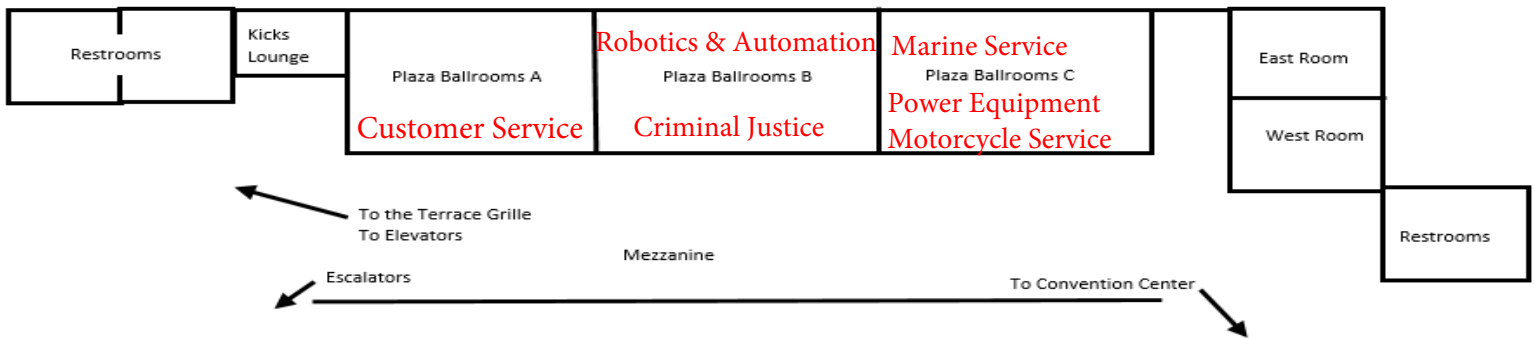 Restrooms
Kicks
Lounge
Plaza Ballrooms A
Customer Service
Robotics & Automation
Plaza Ballrooms B
Criminal Justice
Marine Service
Plaza Ballrooms C
Power Equipment
Motorcycle Service
East Room
West Room
Restrooms
To the Terrace Grille
To Elevators
Mezzanine
Escalators
To Convention Center